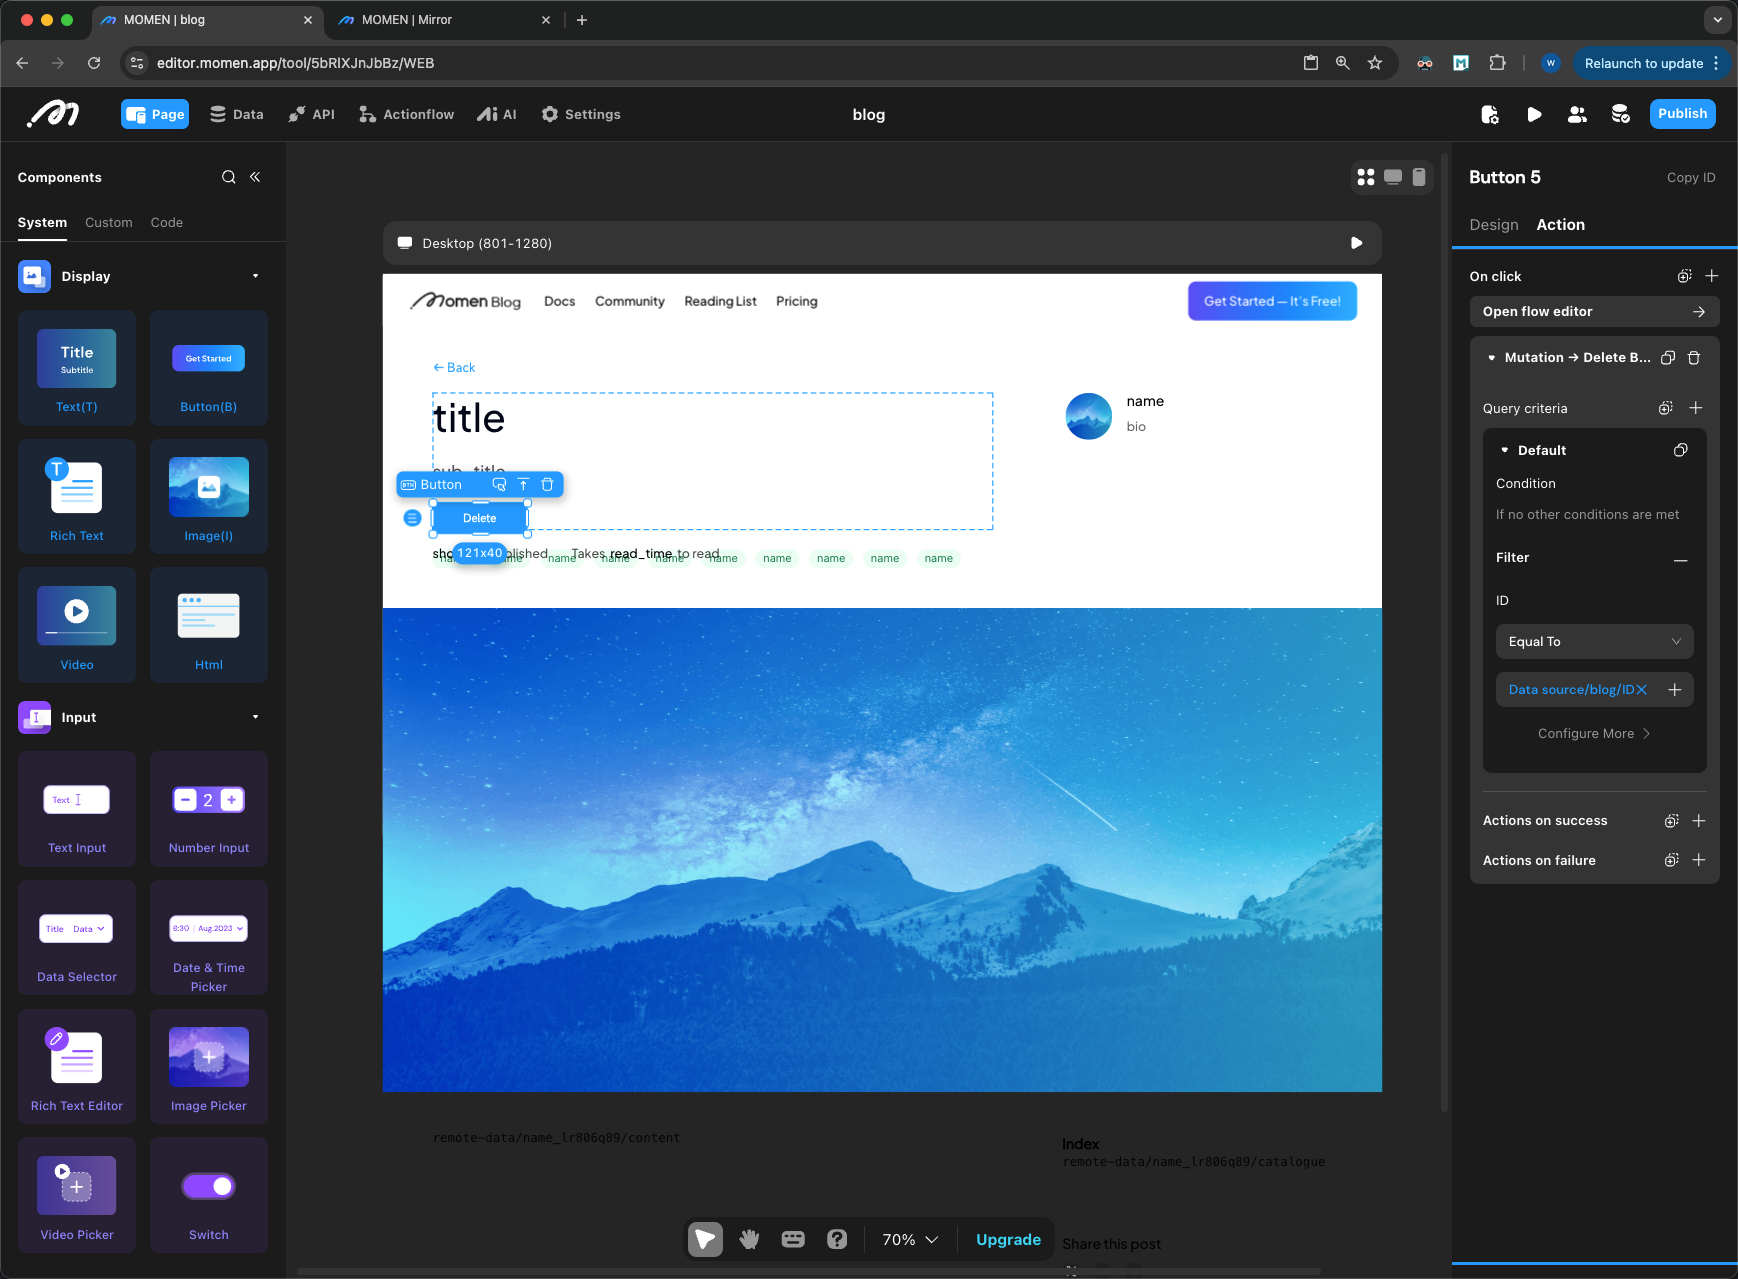 MOMEN | blog
MOMEN | Mirror
editor.momen.app/tool/5bRlXJnJbBz/WEB
W
Relaunch to update
Page
Data
API
Actionflow
AI
Settings
blog
Publish
Components
System
Custom
Code
Display
Title
Subtitle
Text(T)
Get Started
Button(B)
T
Rich Text
Image(I)
Video
Html
Input
Text
Text Input
2
Number Input
Title Data
Data Selector
8:30 Aug.2023
Date & Time
Picker
Rich Text Editor
Image Picker
Video Picker
Switch
Desktop (801-1280)
Momen Blog
Docs
Community
Reading List
Pricing
Get Started — It's Free!
← Back
title
sub_title
name
bio
BTN Button
Delete
121x40
Takes read_time to read
name name name name name name name
remote-data/name_lr806q89/content
Index
remote-data/name_lr806q89/catalogue
Share this post
70%
Upgrade
Button 5
Copy ID
Design
Action
On click
Open flow editor
Mutation → Delete B...
Query criteria
Default
Condition
If no other conditions are met
Filter
ID
Equal To
Data source/blog/ID
Configure More
Actions on success
Actions on failure